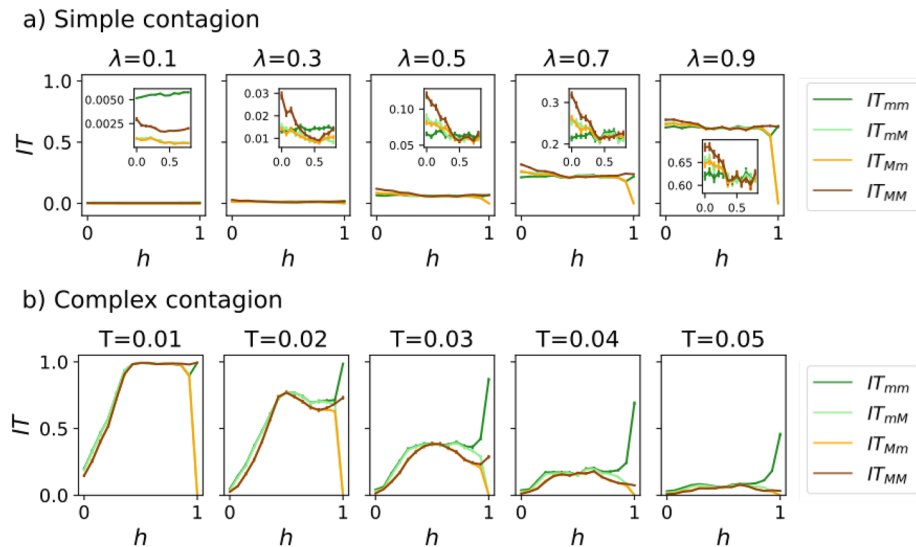 a) Simple contagion
λ=0.1 λ=0.3 λ=0.5 λ=0.7 λ=0.9
1.0
0.5
0.0
IT
0.0050
0.0025
0.0 0.5
0.03
0.02
0.01
0.0 0.5
0.10
0.05
0.0 0.5
0.3
0.2
0.0 0.5
0.65
0.60
0.0 0.5
0 1 0 1 0 1 0 1 0 1
h h h h h
IT_mm
IT_mM
IT_Mm
IT_MM
b) Complex contagion
T=0.01 T=0.02 T=0.03 T=0.04 T=0.05
1.0
0.5
0.0
IT
0 1 0 1 0 1 0 1 0 1
h h h h h
IT_mm
IT_mM
IT_Mm
IT_MM